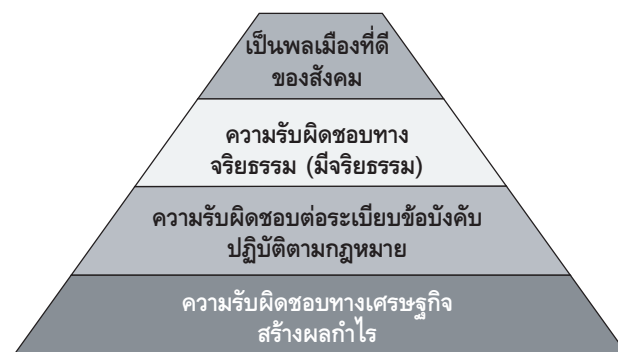 เป็นพลเมืองที่ดี
ของสังคม
ความรับผิดชอบทาง
จริยธรรม (มีจริยธรรม)
ความรับผิดชอบต่อระเบียบข้อบังคับ
ปฏิบัติตามกฎหมาย
ความรับผิดชอบทางเศรษฐกิจ
สร้างผลกำไร